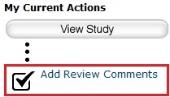 My Current Actions
View Study
Add Review Comments